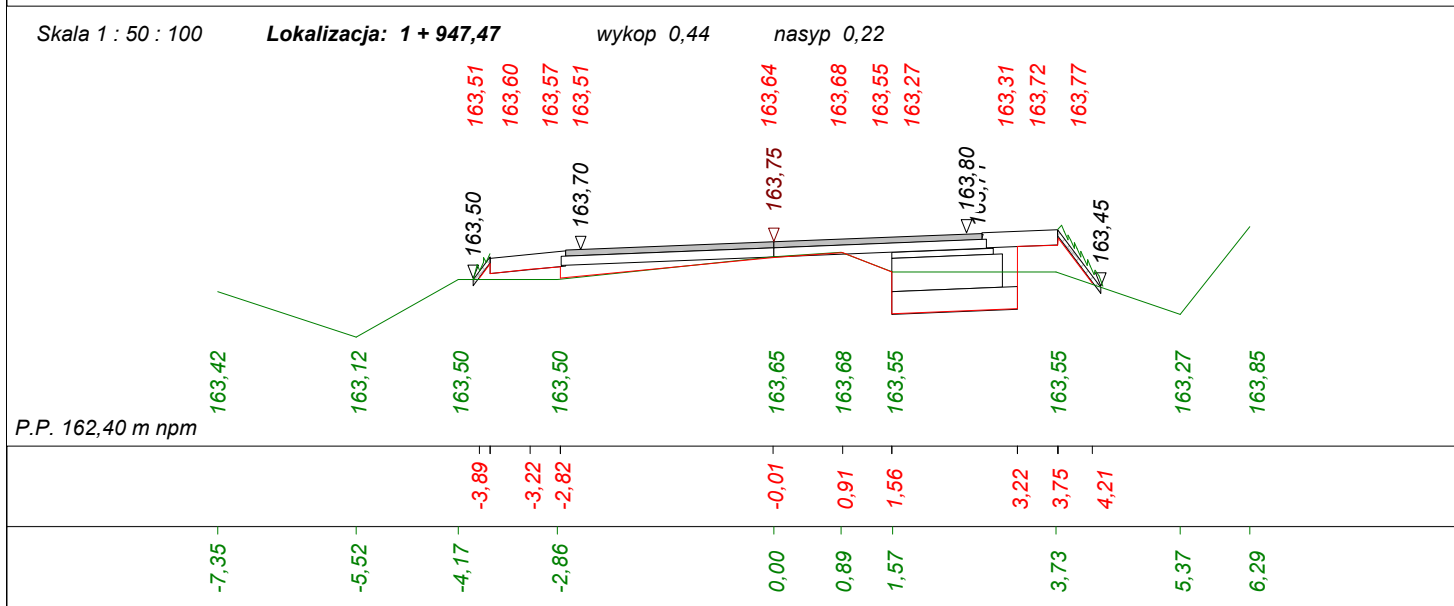 Skala 1 : 50 : 100 Lokalizacja: 1 + 947,47 wykop 0,44 nasyp 0,22
163,51 163,60 163,57 163,51 163,64 163,68 163,55 163,27 163,31 163,72 163,77
163,50 163,70 163,75 163,80 163,45
163,42 163,12 163,50 163,50 163,65 163,68 163,55 163,55 163,27 163,85
P.P. 162,40 m npm
-3,89 -3,22 -2,82 -0,01 0,91 1,56 3,22 3,75 4,21
-7,35 -5,52 -4,17 -2,86 0,00 0,89 1,57 3,73 5,37 6,29